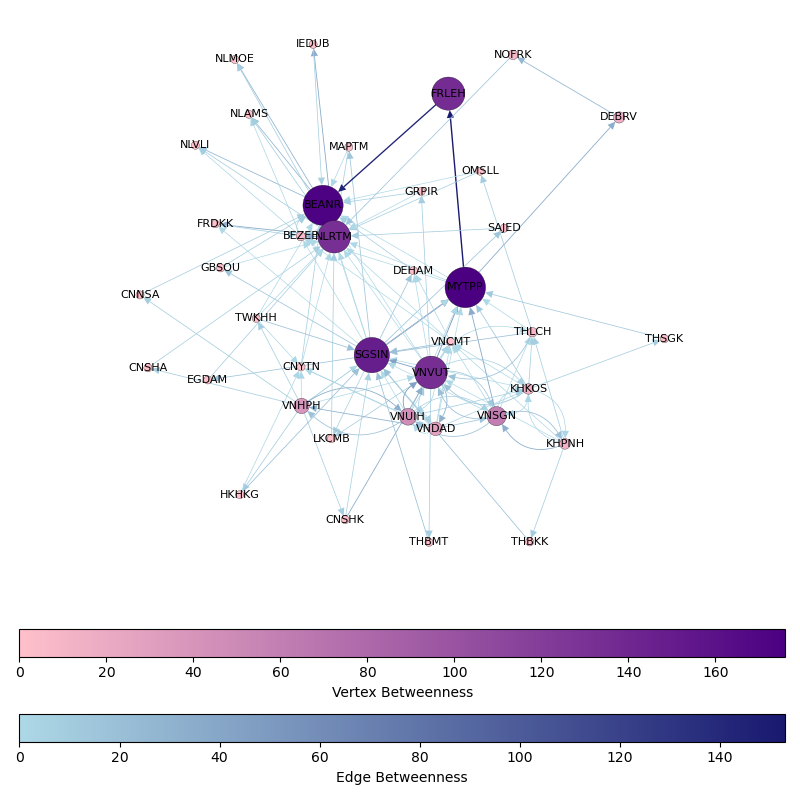 IEDUB
NLMOE
NOFRK
FRLEH
NLAMS
DEBRV
NLVLI
MAPTM
OMSLL
GRPIR
BEANR
FRDKK
SAJED
NLRTM
GBSOU
DEHAM
MYTPP
CNNSA
TWKHH
THLCH
THSGK
VNCMT
SGSIN
CNSHA
CNYTN
VNVUT
EGDAM
KHKOS
VNHPH
VNUIH
VNSGN
VNDAD
LKCMB
KHPNH
HKHKG
CNSHK
THBMT
THBKK
0 20 40 60 80 100 120 140 160
Vertex Betweenness
0 20 40 60 80 100 120 140
Edge Betweenness